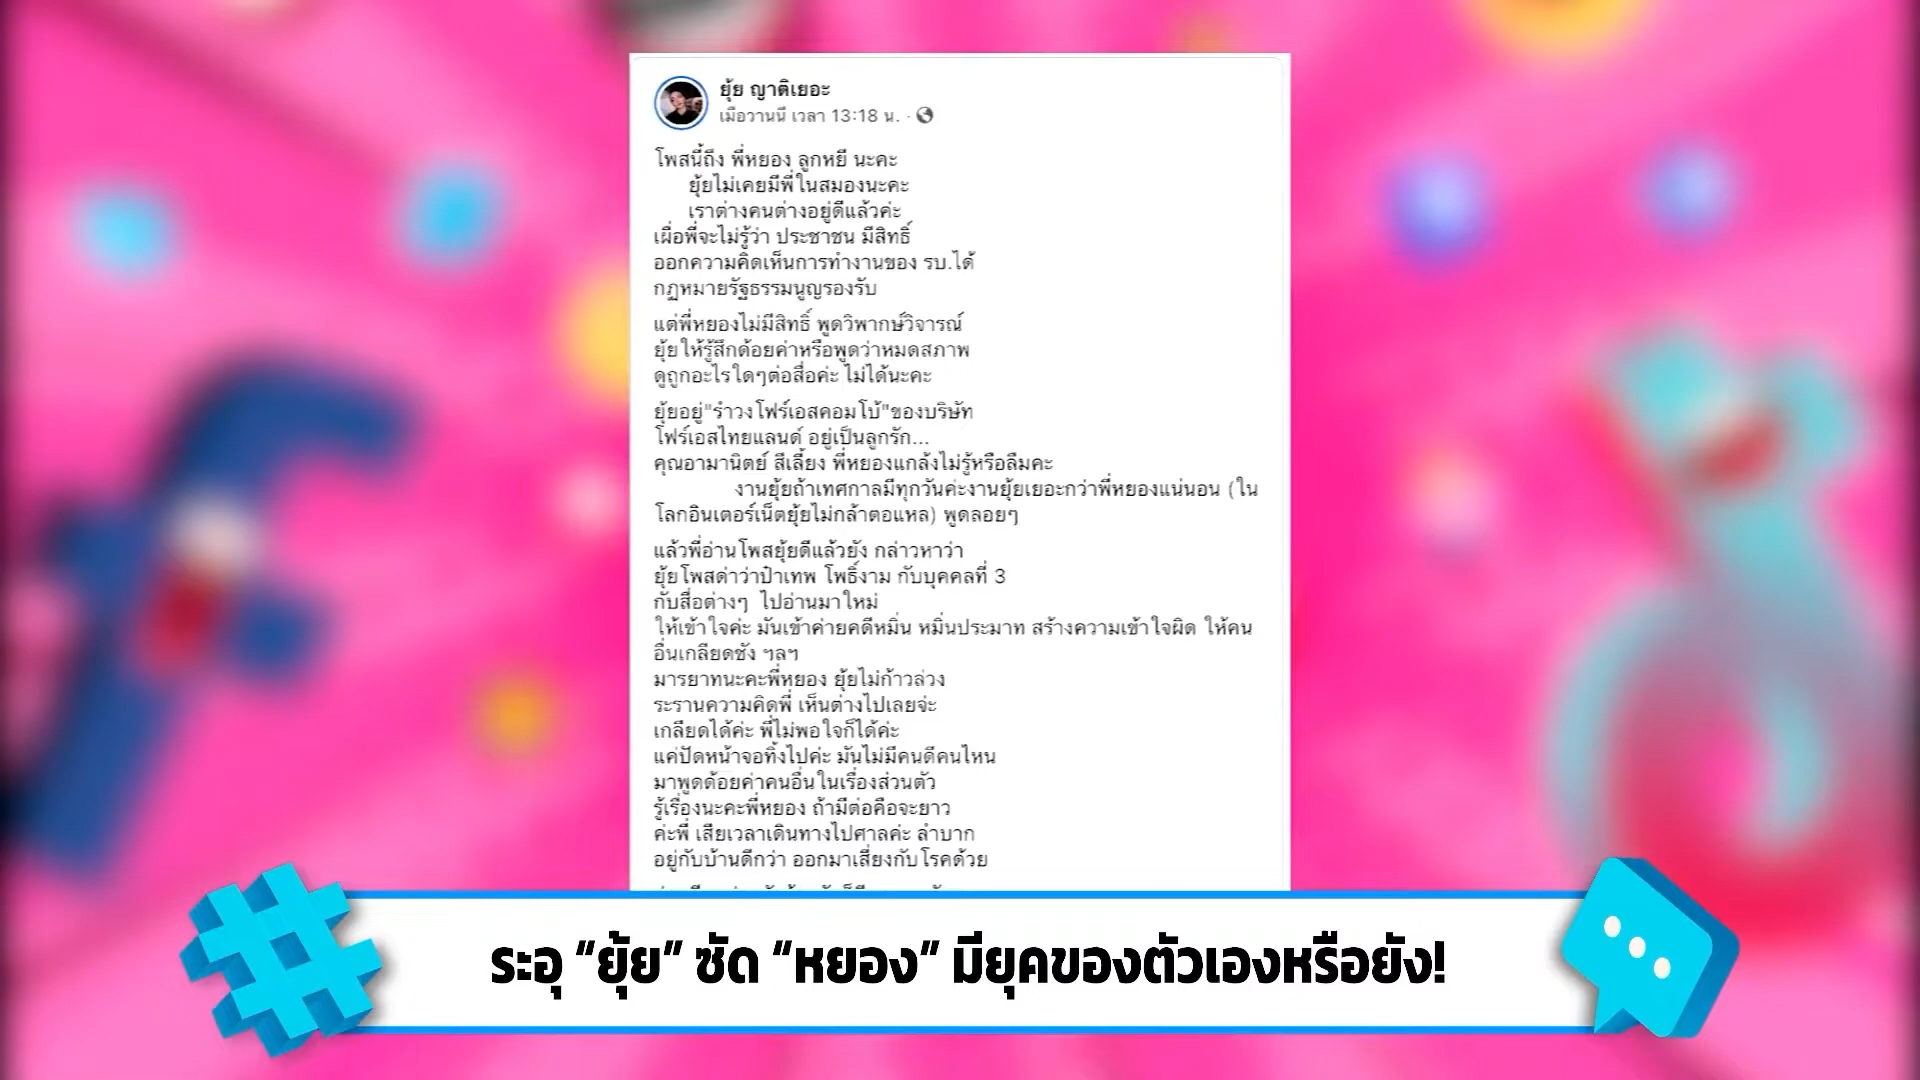 ยุ้ย ญาติเยอะ
เมื่อวานนี้ เวลา 13:18 น. ·
โพสนี้ถึง พี่หยอง ลูกหยี นะคะ
ยุ้ยไม่เคยมีพี่ในสมองนะคะ
เราต่างคนต่างอยู่ดีแล้วค่ะ
เผื่อพี่จะไม่รู้ว่า ประชาชน มีสิทธิ์
ออกความคิดเห็นการทำงานของ รบ.ได้
กฏหมายรัฐธรรมนูญรองรับ
แต่พี่หยองไม่มีสิทธิ์ พูดวิพากษ์วิจารณ์
ยุ้ยให้รู้สึกด้อยค่าหรือพูดว่าหมดสภาพ
ดูถูกอะไรใดๆต่อสื่อค่ะ ไม่ได้นะคะ
ยุ้ยอยู่"รำวงโฟร์เอสคอมโบ้"ของบริษัท
โฟร์เอสไทยแลนด์ อยู่เป็นลูกรัก...
คุณอามานิตย์ สีเลี้ยง พี่หยองแกล้งไม่รู้หรือลืมคะ
งานยุ้ยถ้าเทศกาลมีทุกวันค่ะงานยุ้ยเยอะกว่าพี่หยองแน่นอน (ใน
โลกอินเตอร์เน็ตยุ้ยไม่กล้าตอแหล) พูดลอยๆ
แล้วพี่อ่านโพสยุ้ยดีแล้วยัง กล่าวหาว่า
ยุ้ยโพสด่าว่าป๋าเทพ โพธิ์งาม กับบุคคลที่ 3
กับสื่อต่างๆ ไปอ่านมาใหม่
ให้เข้าใจค่ะ มันเข้าค่ายคดีหมิ่น หมิ่นประมาท สร้างความเข้าใจผิด ให้คน
อื่นเกลียดชัง ฯลฯ
มารยาทนะคะพี่หยอง ยุ้ยไม่ก้าวล่วง
ระรานความคิดพี่ เห็นต่างไปเลยจ่ะ
เกลียดได้ค่ะ พี่ไม่พอใจก็ได้ค่ะ
แค่ปัดหน้าจอทิ้งไปค่ะ มันไม่มีคนดีคนไหน
มาพูดด้อยค่าคนอื่นในเรื่องส่วนตัว
รู้เรื่องนะคะพี่หยอง ถ้ามีต่อคือจะยาว
ค่ะพี่ เสียเวลาเดินทางไปศาลค่ะ ลำบาก
อยู่กับบ้านดีกว่า ออกมาเสี่ยงกับโรคด้วย
ระอุ “ยุ้ย” ซัด “หยอง” มียุคของตัวเองหรือยัง!